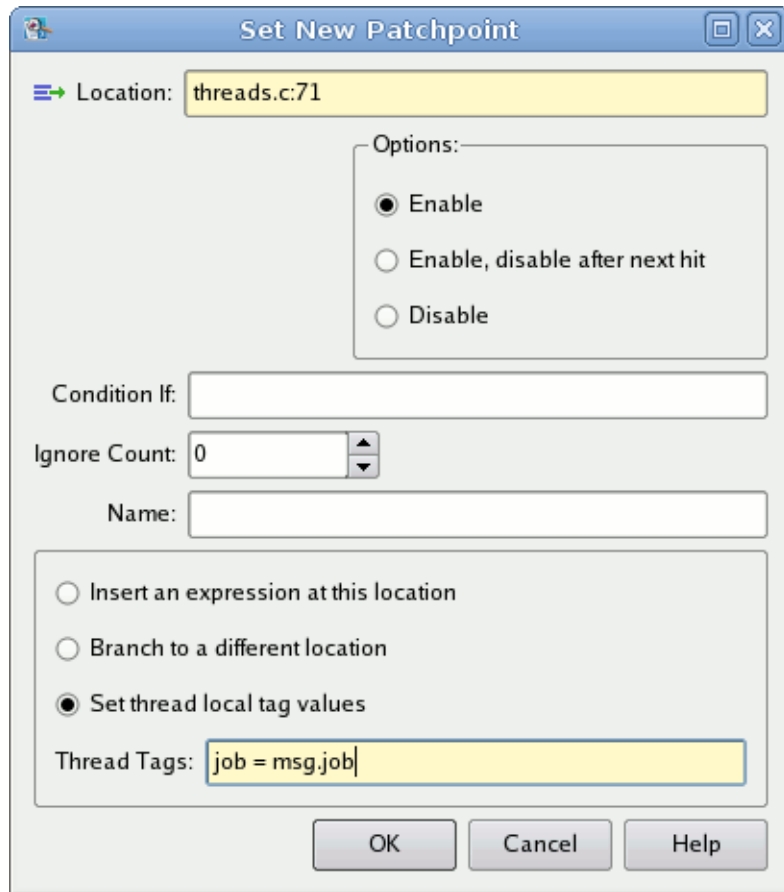 Set New Patchpoint
Location: threads.c:71
Options:
Enable
Enable, disable after next hit
Disable
Condition If:
Ignore Count: 0
Name:
Insert an expression at this location
Branch to a different location
Set thread local tag values
Thread Tags: job = msg.job
OK Cancel Help